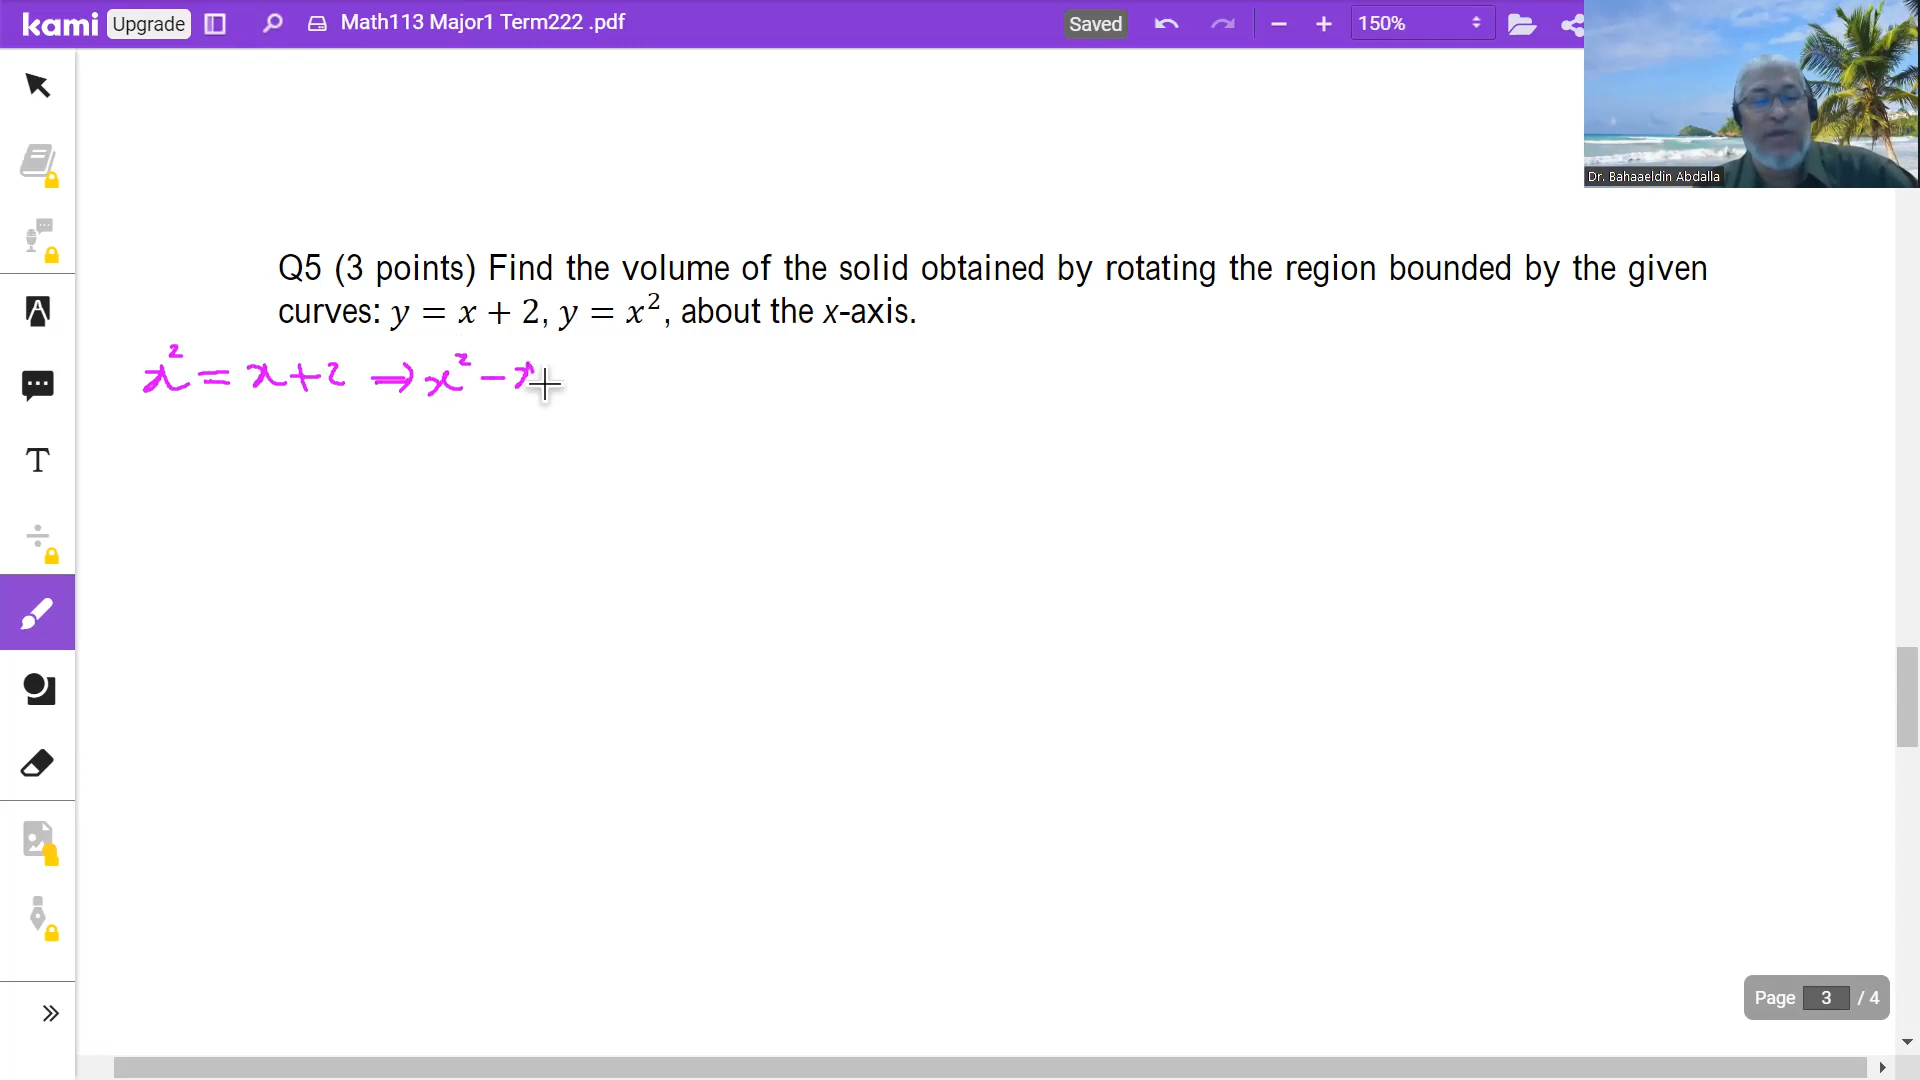 kami Upgrade Math113 Major1 Term222 .pdf Saved 150%
Dr. Bahaaeldin Abdalla
Q5 (3 points) Find the volume of the solid obtained by rotating the region bounded by the given
curves: y = x + 2, y = x², about the x-axis.
x² = x+2 ⇒ x² - x
T
Page 3 / 4